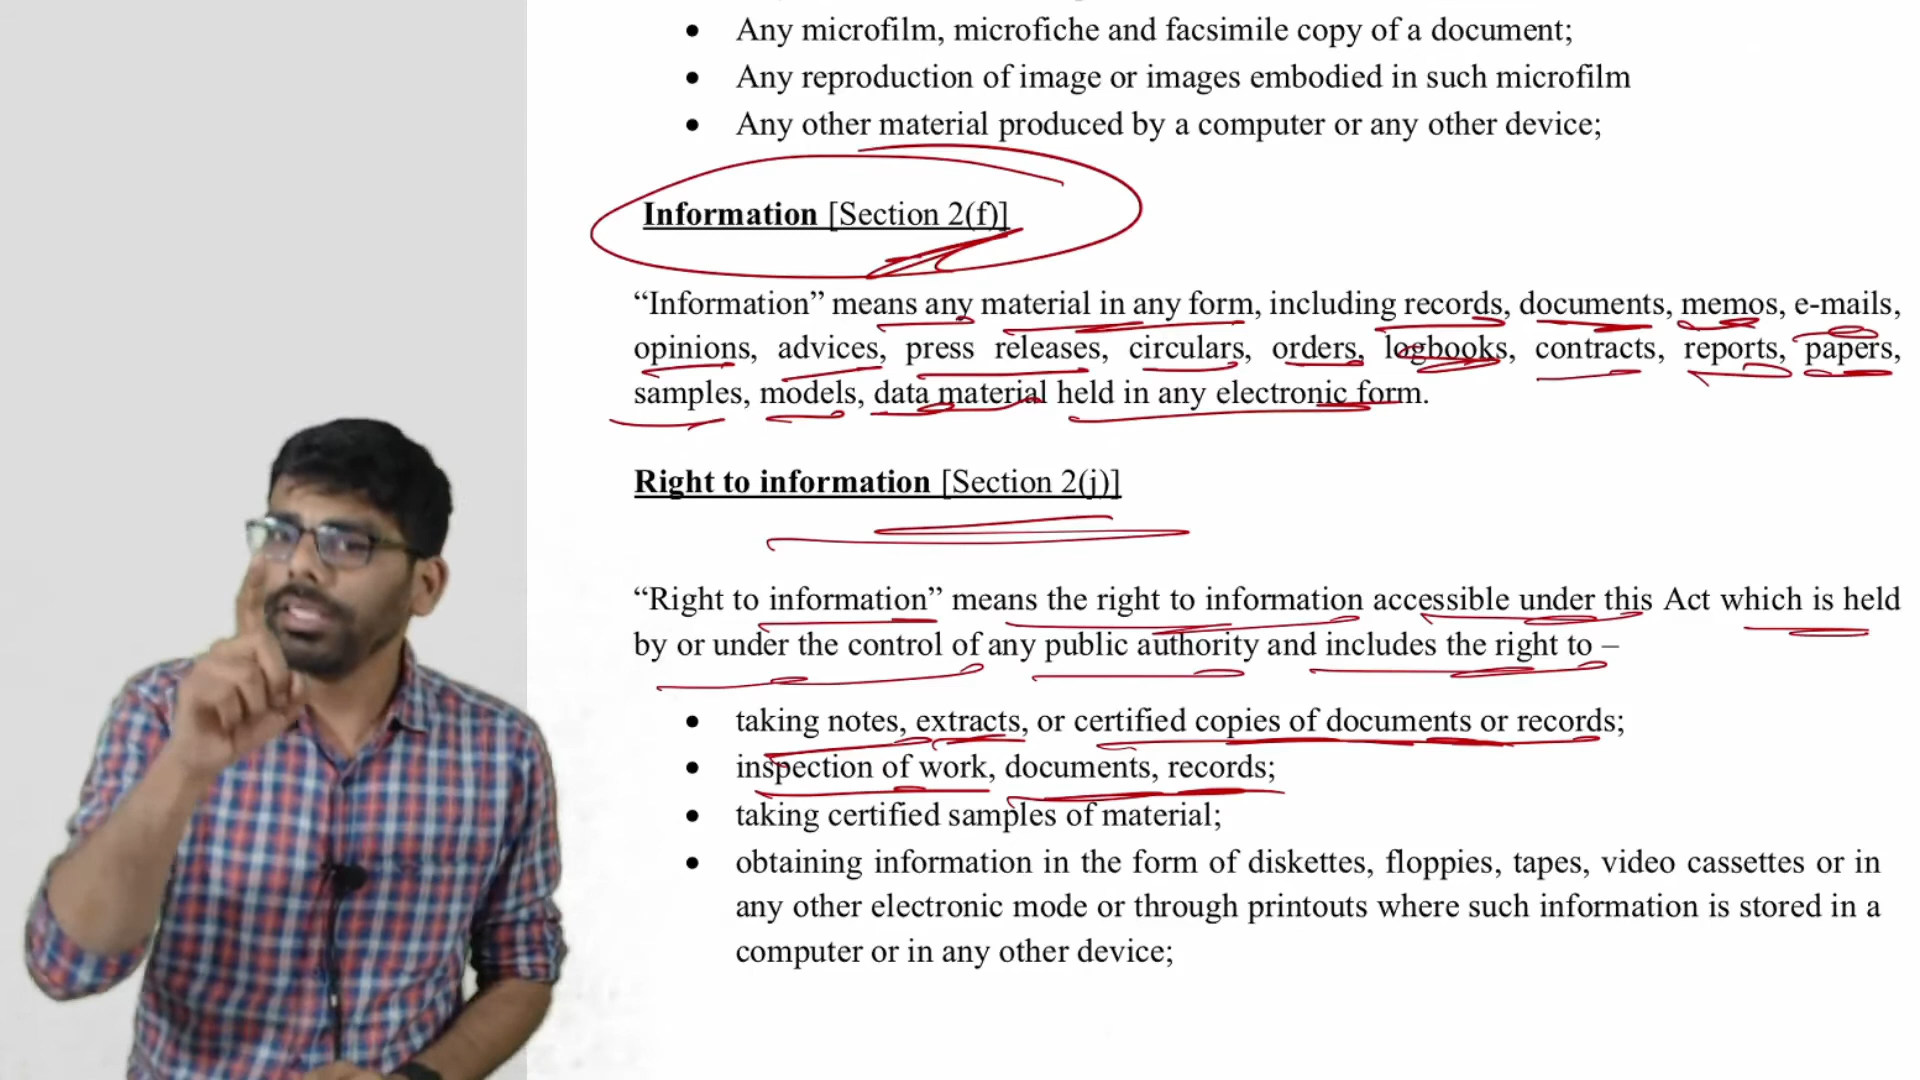 • Any microfilm, microfiche and facsimile copy of a document;
• Any reproduction of image or images embodied in such microfilm
• Any other material produced by a computer or any other device;
Information [Section 2(f)]
“Information” means any material in any form, including records, documents, memos, e-mails,
opinions, advices, press releases, circulars, orders, logbooks, contracts, reports, papers,
samples, models, data material held in any electronic form.
Right to information [Section 2(j)]
“Right to information” means the right to information accessible under this Act which is held
by or under the control of any public authority and includes the right to –
• taking notes, extracts, or certified copies of documents or records;
• inspection of work, documents, records;
• taking certified samples of material;
• obtaining information in the form of diskettes, floppies, tapes, video cassettes or in
any other electronic mode or through printouts where such information is stored in a
computer or in any other device;